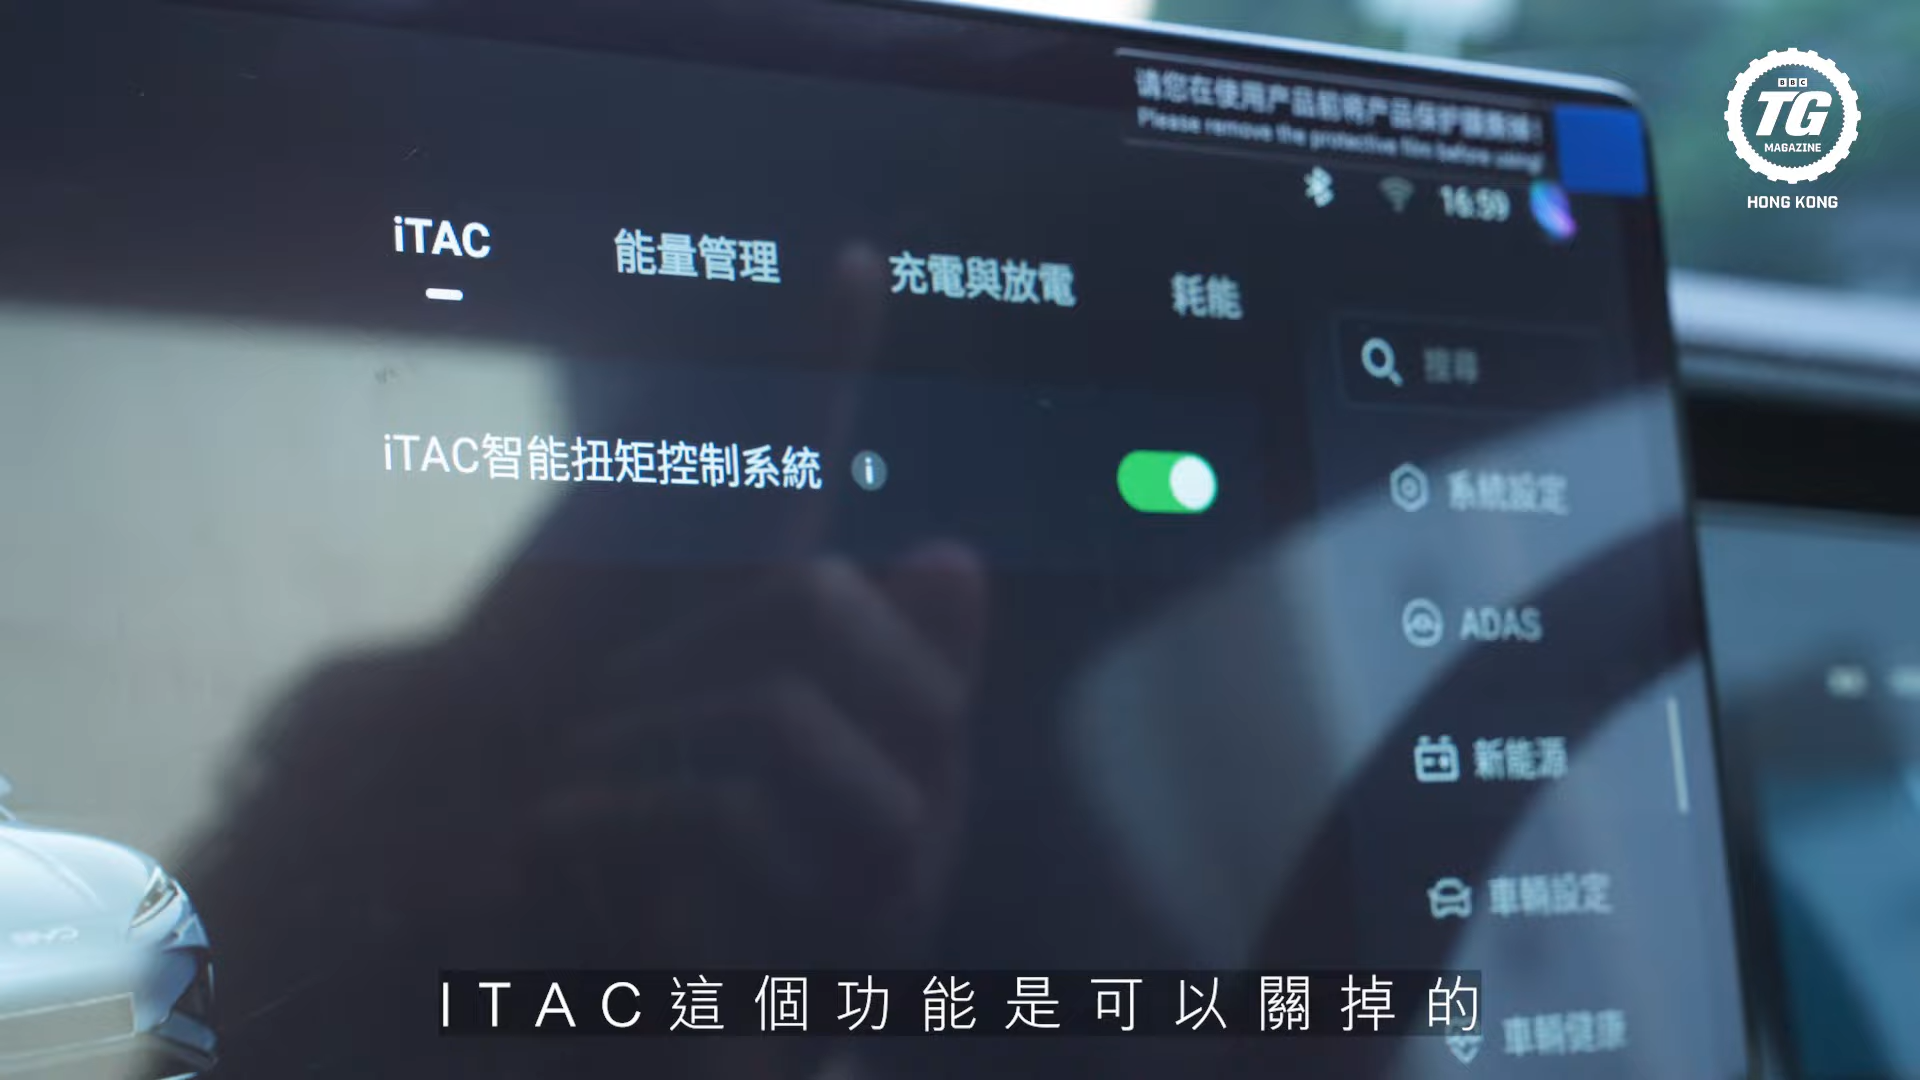 请您在使用产品前将产品保护膜撕掉!
Please remove the protective film before using!
BBC
TG
MAGAZINE
HONG KONG
16:59
iTAC
能量管理
充電與放電
耗能
搜尋
iTAC智能扭矩控制系統
系統設定
ADAS
新能源
車輛設定
車輛健康
BYD
ITAC這個功能是可以關掉的